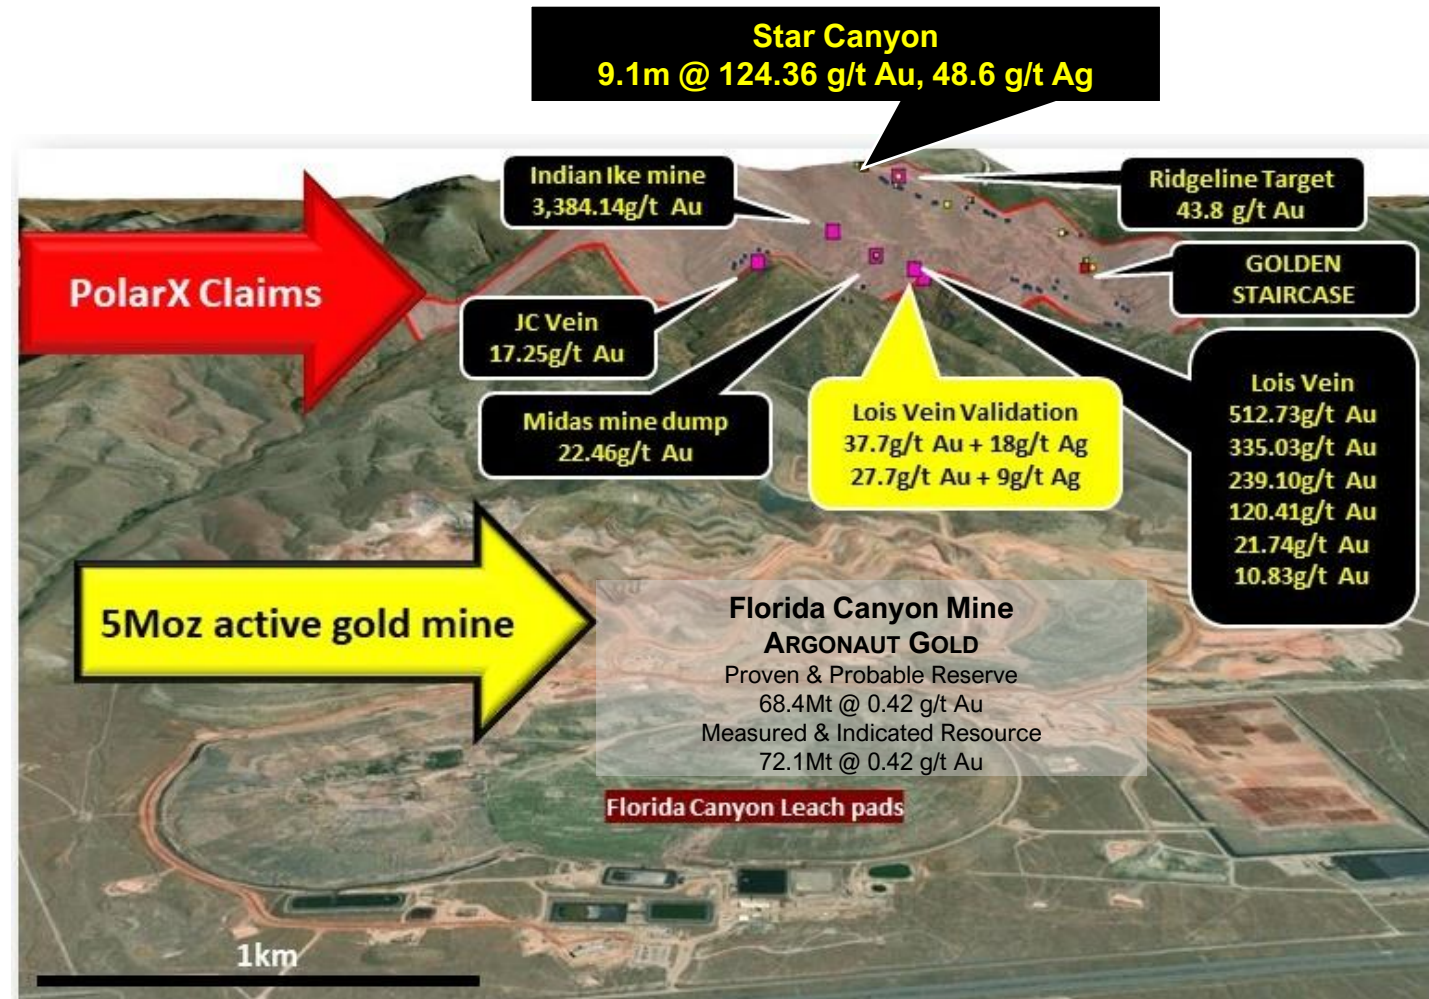 Star Canyon
9.1m @ 124.36 g/t Au, 48.6 g/t Ag
Indian Ike mine
3,384.14g/t Au
Ridgeline Target
43.8 g/t Au
PolarX Claims
GOLDEN
STAIRCASE
JC Vein
17.25g/t Au
Midas mine dump
22.46g/t Au
Lois Vein Validation
37.7g/t Au + 18g/t Ag
27.7g/t Au + 9g/t Ag
Lois Vein
512.73g/t Au
335.03g/t Au
239.10g/t Au
120.41g/t Au
21.74g/t Au
10.83g/t Au
5Moz active gold mine
Florida Canyon Mine
ARGONAUT GOLD
Proven & Probable Reserve
68.4Mt @ 0.42 g/t Au
Measured & Indicated Resource
72.1Mt @ 0.42 g/t Au
Florida Canyon Leach pads
1km